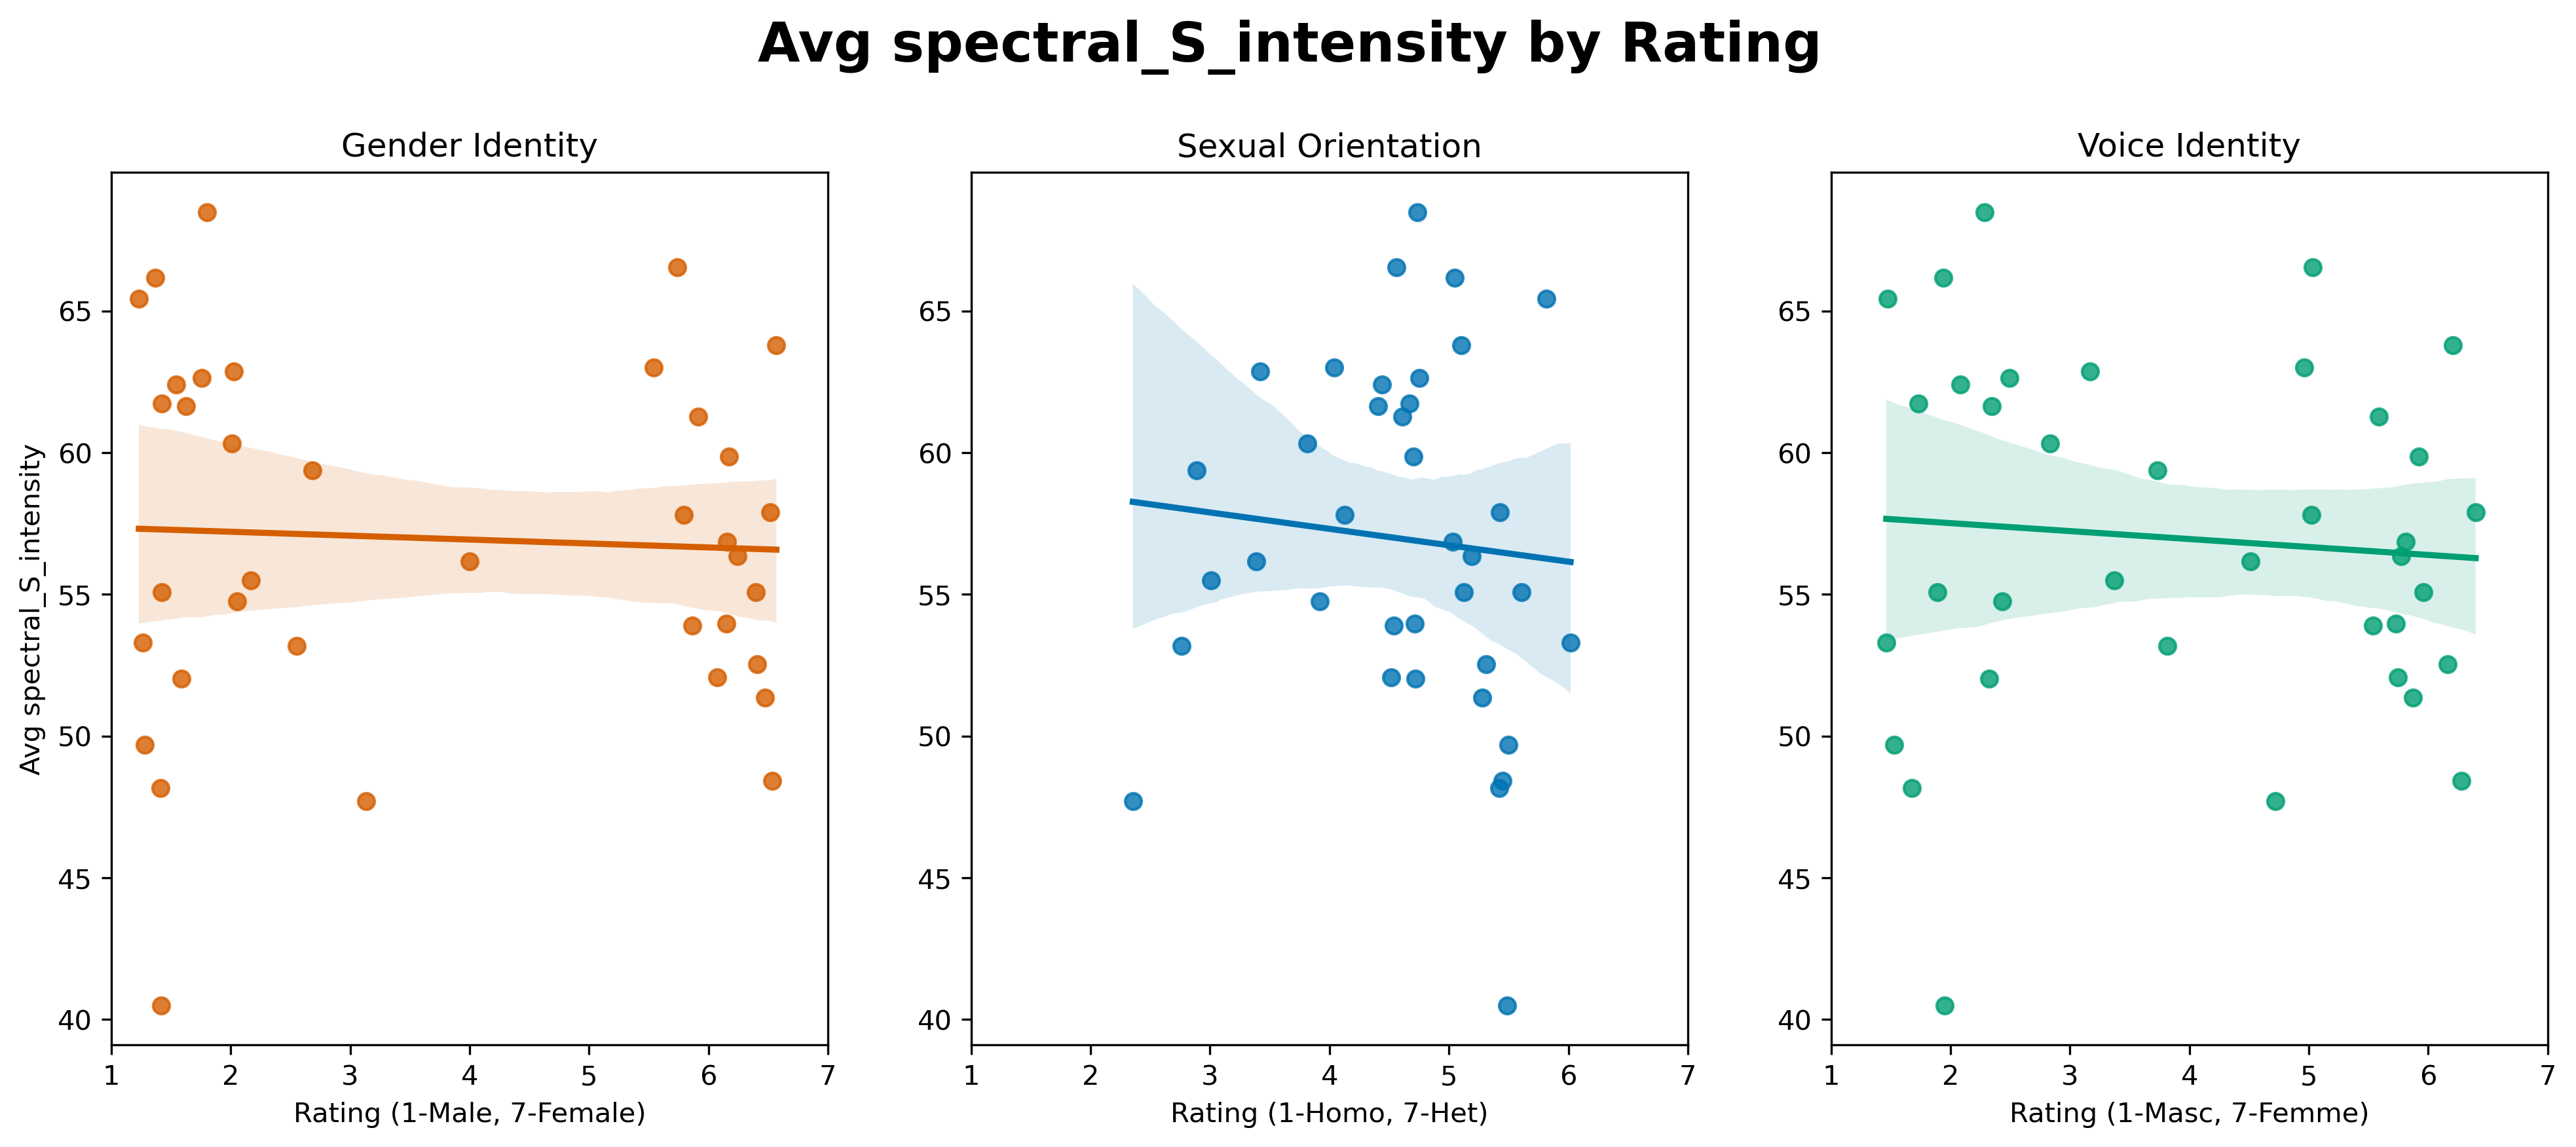 Avg spectral_S_intensity by Rating
Gender Identity
Sexual Orientation
Voice Identity
Avg spectral_S_intensity
65
60
55
50
45
40
1 2 3 4 5 6 7
Rating (1-Male, 7-Female)
65
60
55
50
45
40
1 2 3 4 5 6 7
Rating (1-Homo, 7-Het)
65
60
55
50
45
40
1 2 3 4 5 6 7
Rating (1-Masc, 7-Femme)